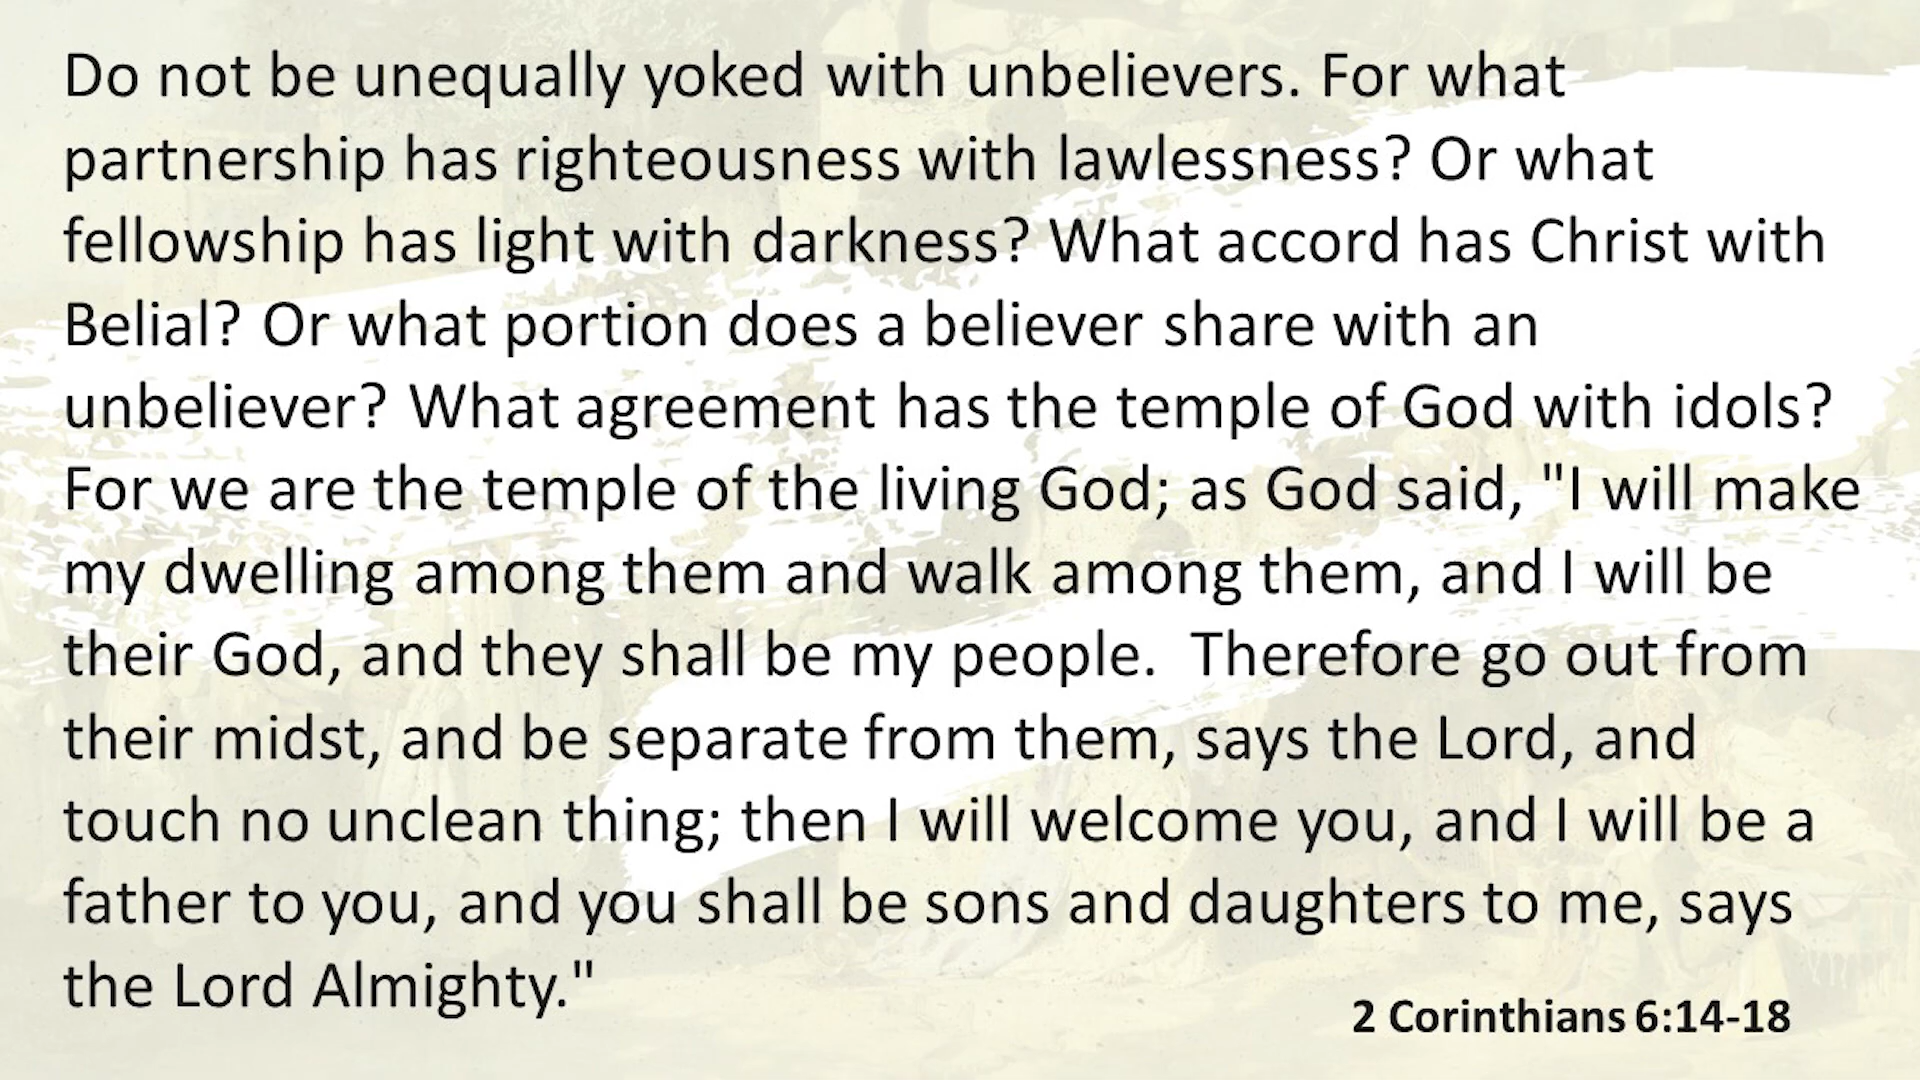 Do not be unequally yoked with unbelievers. For what
partnership has righteousness with lawlessness? Or what
fellowship has light with darkness? What accord has Christ with
Belial? Or what portion does a believer share with an
unbeliever? What agreement has the temple of God with idols?
For we are the temple of the living God; as God said, "I will make
my dwelling among them and walk among them, and I will be
their God, and they shall be my people.  Therefore go out from
their midst, and be separate from them, says the Lord, and
touch no unclean thing; then I will welcome you, and I will be a
father to you, and you shall be sons and daughters to me, says
the Lord Almighty."
2 Corinthians 6:14-18